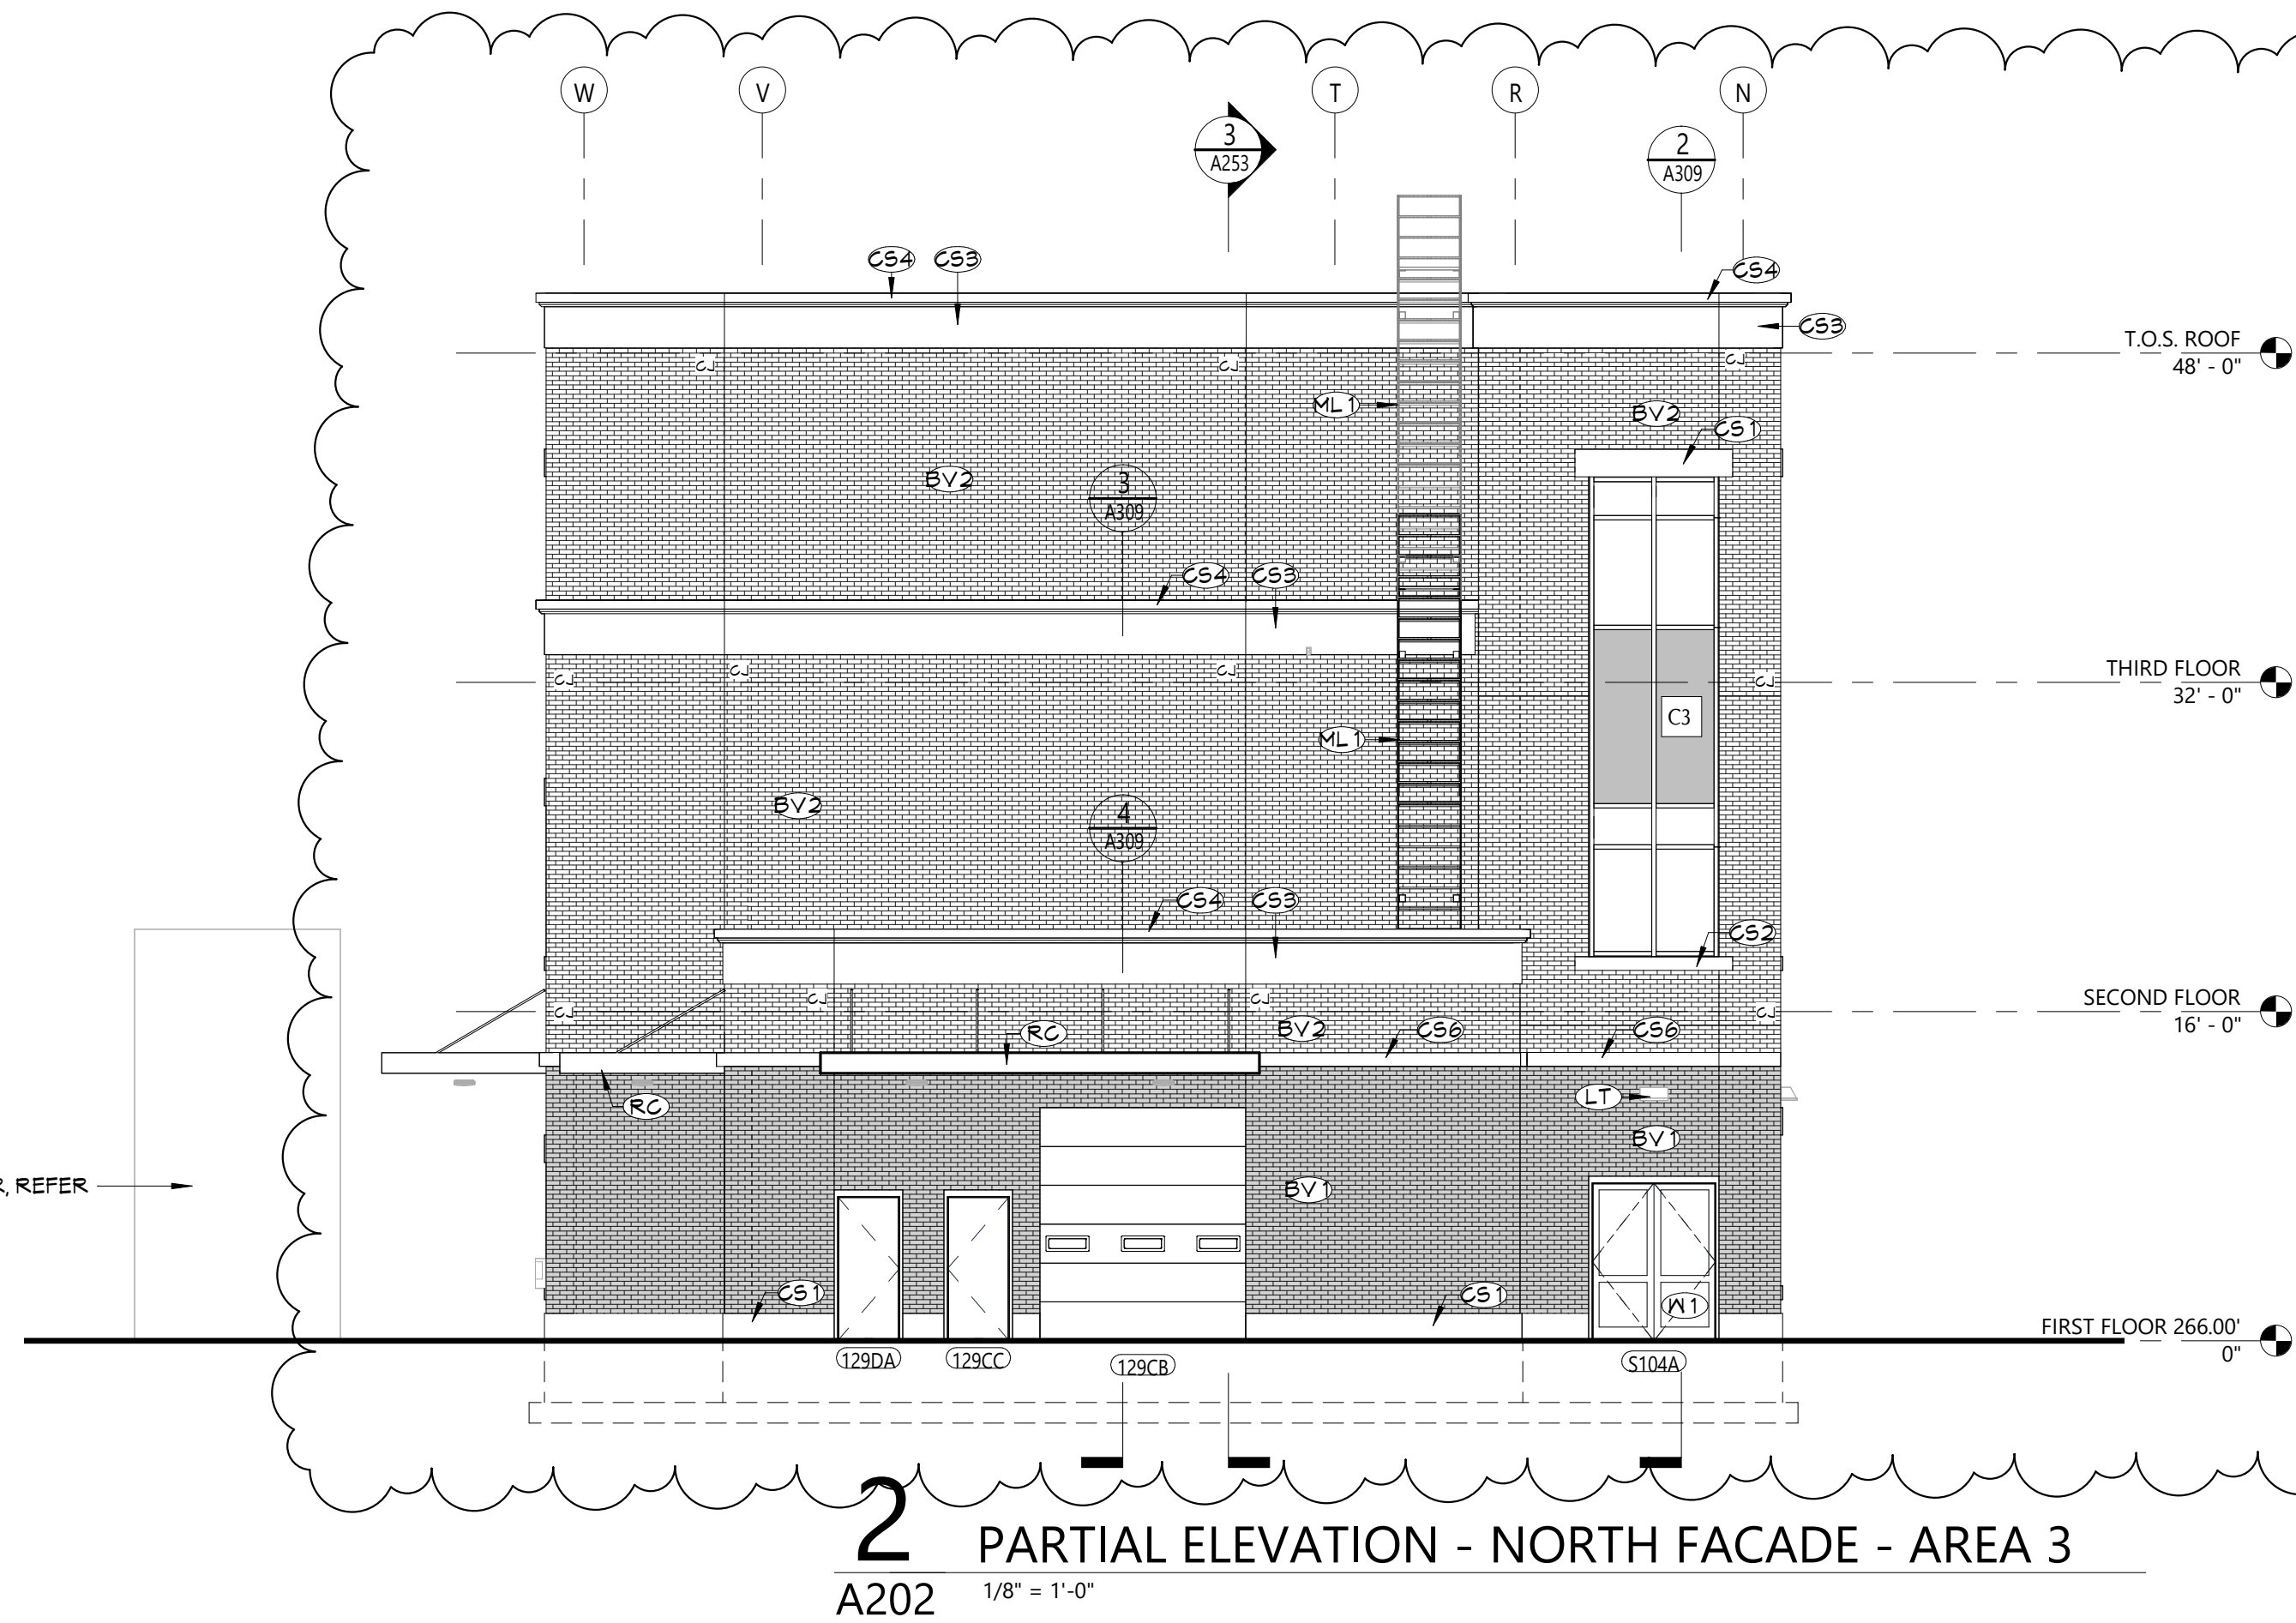 W
V
T
R
N
3
A253
2
A309
CS4
CS3
CS4
CS3
T.O.S. ROOF
48' - 0"
CJ
CJ
CJ
ML1
BV2
CS1
BV2
3
A309
CS4
CS3
CJ
CJ
CJ
CJ
THIRD FLOOR
32' - 0"
C3
ML1
BV2
4
A309
CS4
CS3
CS2
CJ
CJ
CJ
CJ
SECOND FLOOR
16' - 0"
RC
BV2
CS6
CS6
RC
LT
BV1
, REFER
BV1
CS1
CS1
W1
FIRST FLOOR 266.00'
0"
129DA
129CC
129CB
S104A
2
PARTIAL ELEVATION - NORTH FACADE - AREA 3
A202
1/8" = 1'-0"